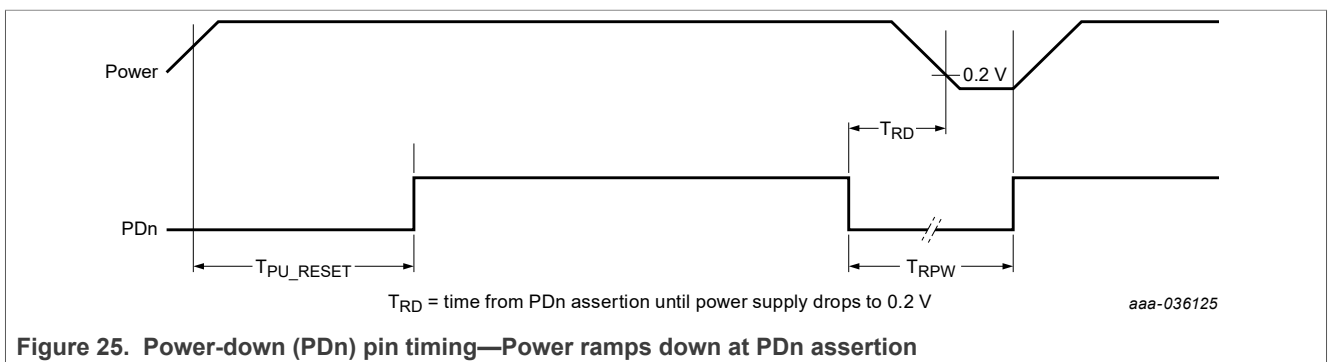 Power
0.2 V
TRD
PDn
TPU_RESET
TRPW
TRD = time from PDn assertion until power supply drops to 0.2 V
aaa-036125
Figure 25. Power-down (PDn) pin timing—Power ramps down at PDn assertion